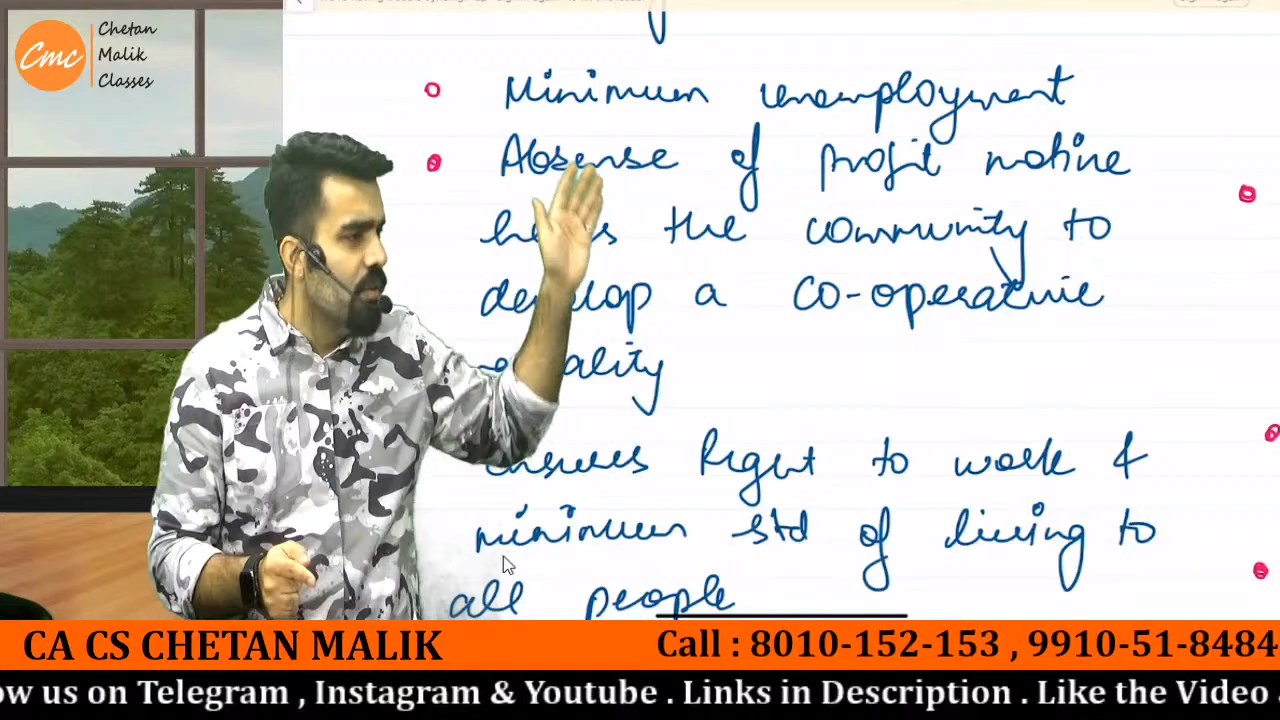 Cmc
Chetan
Malik
Classes
Minimum unemployment
Absense of profit motive
the community to
a co-operative
Right to work &
minimum std of living to
all people
CA CS CHETAN MALIK
Call : 8010-152-153 , 9910-51-8484
ow us on Telegram , Instagram & Youtube . Links in Description . Like the Video